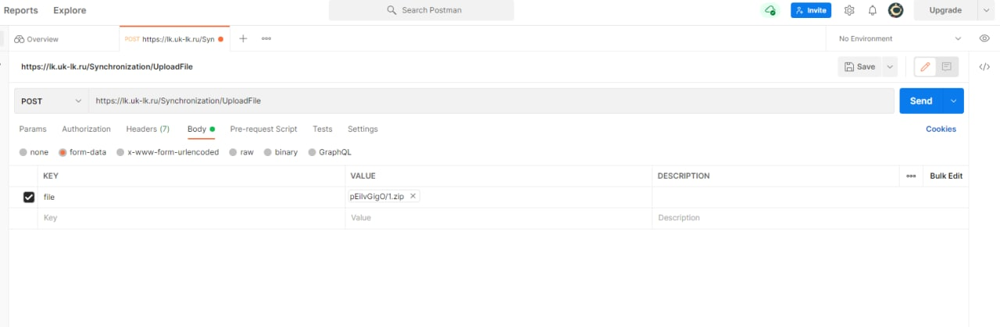 Reports Explore Search Postman Invite Upgrade
Overview POST https://lk.uk-lk.ru/Syn No Environment
https://lk.uk-lk.ru/Synchronization/UploadFile Save
POST https://lk.uk-lk.ru/Synchronization/UploadFile Send
Params Authorization Headers (7) Body Pre-request Script Tests Settings Cookies
none form-data x-www-form-urlencoded raw binary GraphQL
KEY VALUE DESCRIPTION Bulk Edit
file pEilvGigO/1.zip
Key Value Description